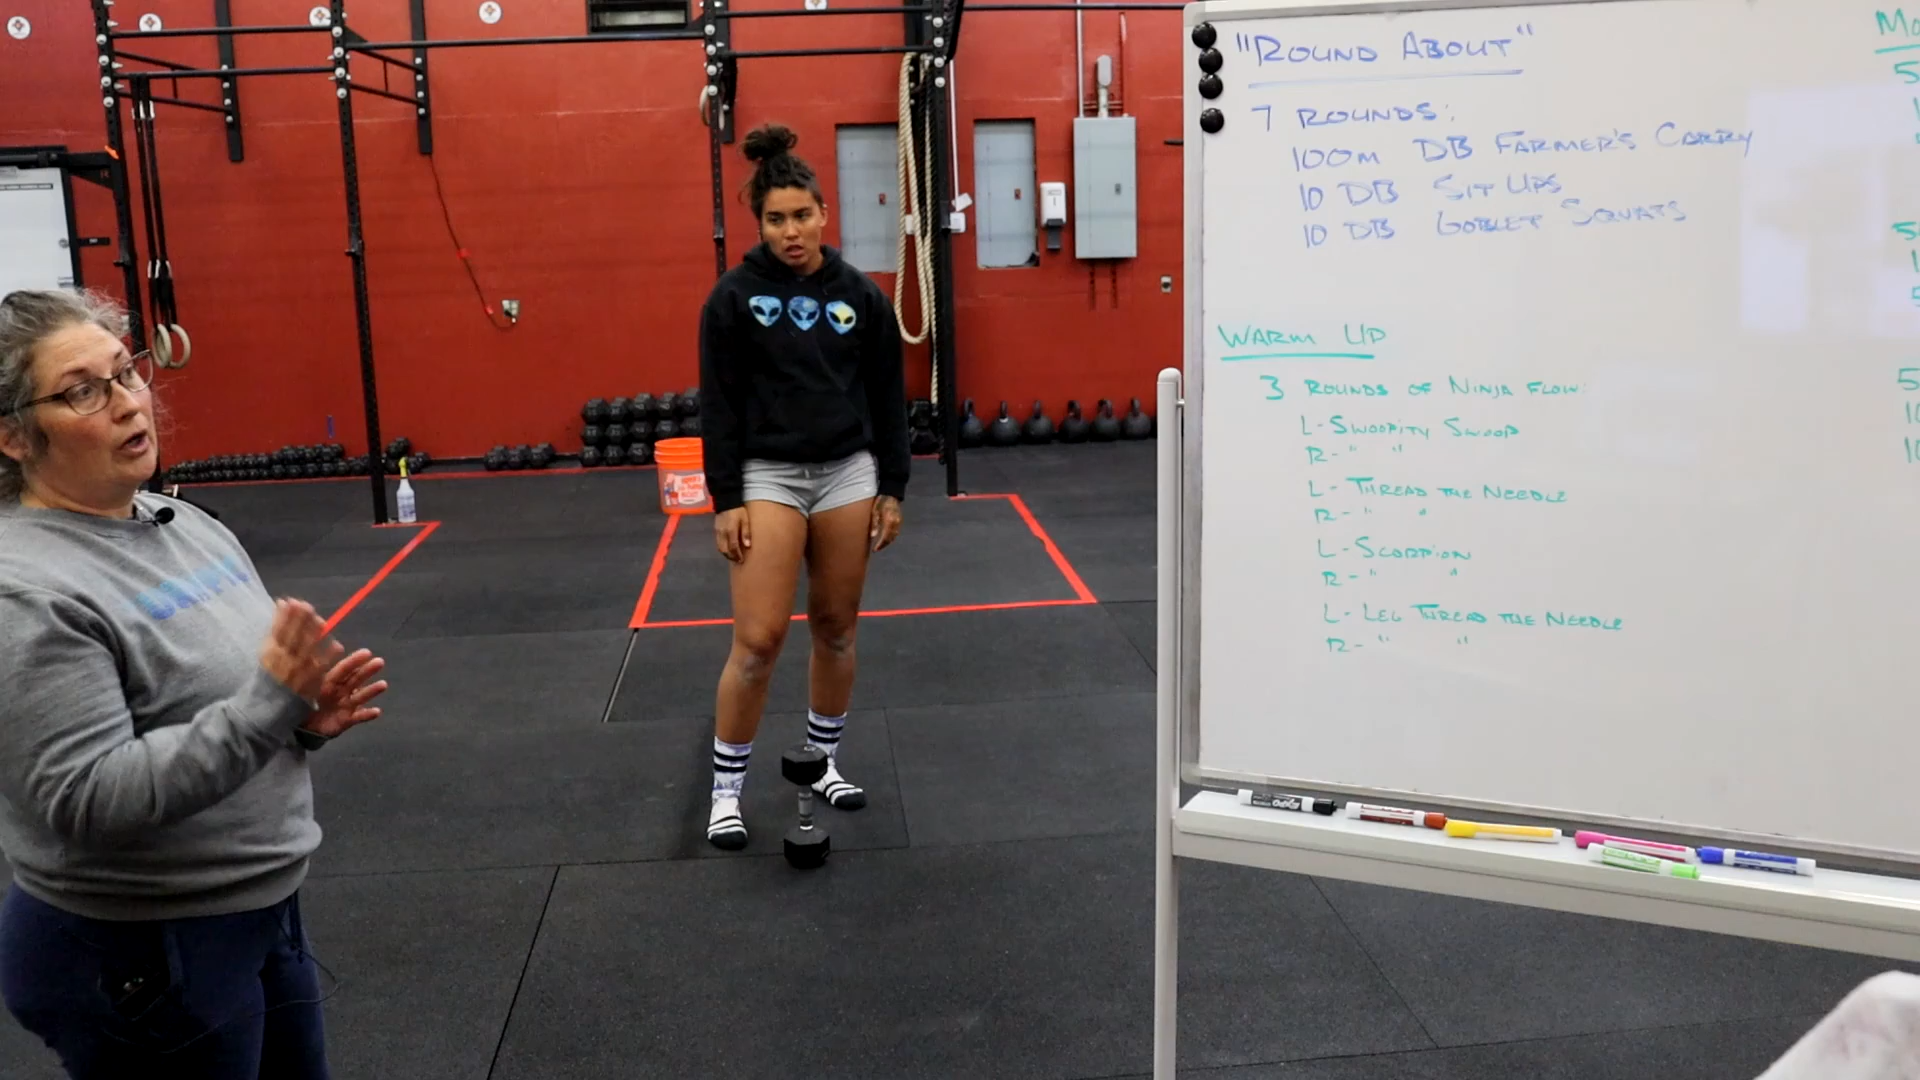 "ROUND ABOUT"
7 ROUNDS:
100M DB FARMER'S CARRY
10 DB SIT UPS
10 DB GOBLET SQUATS
WARM UP
3 ROUNDS OF NINJA FLOW:
L-SWOOPITY SWOOP
R- " "
L- THREAD THE NEEDLE
R- " "
L- SCORPION
R- " "
L- LEG THREAD THE NEEDLE
R- " "